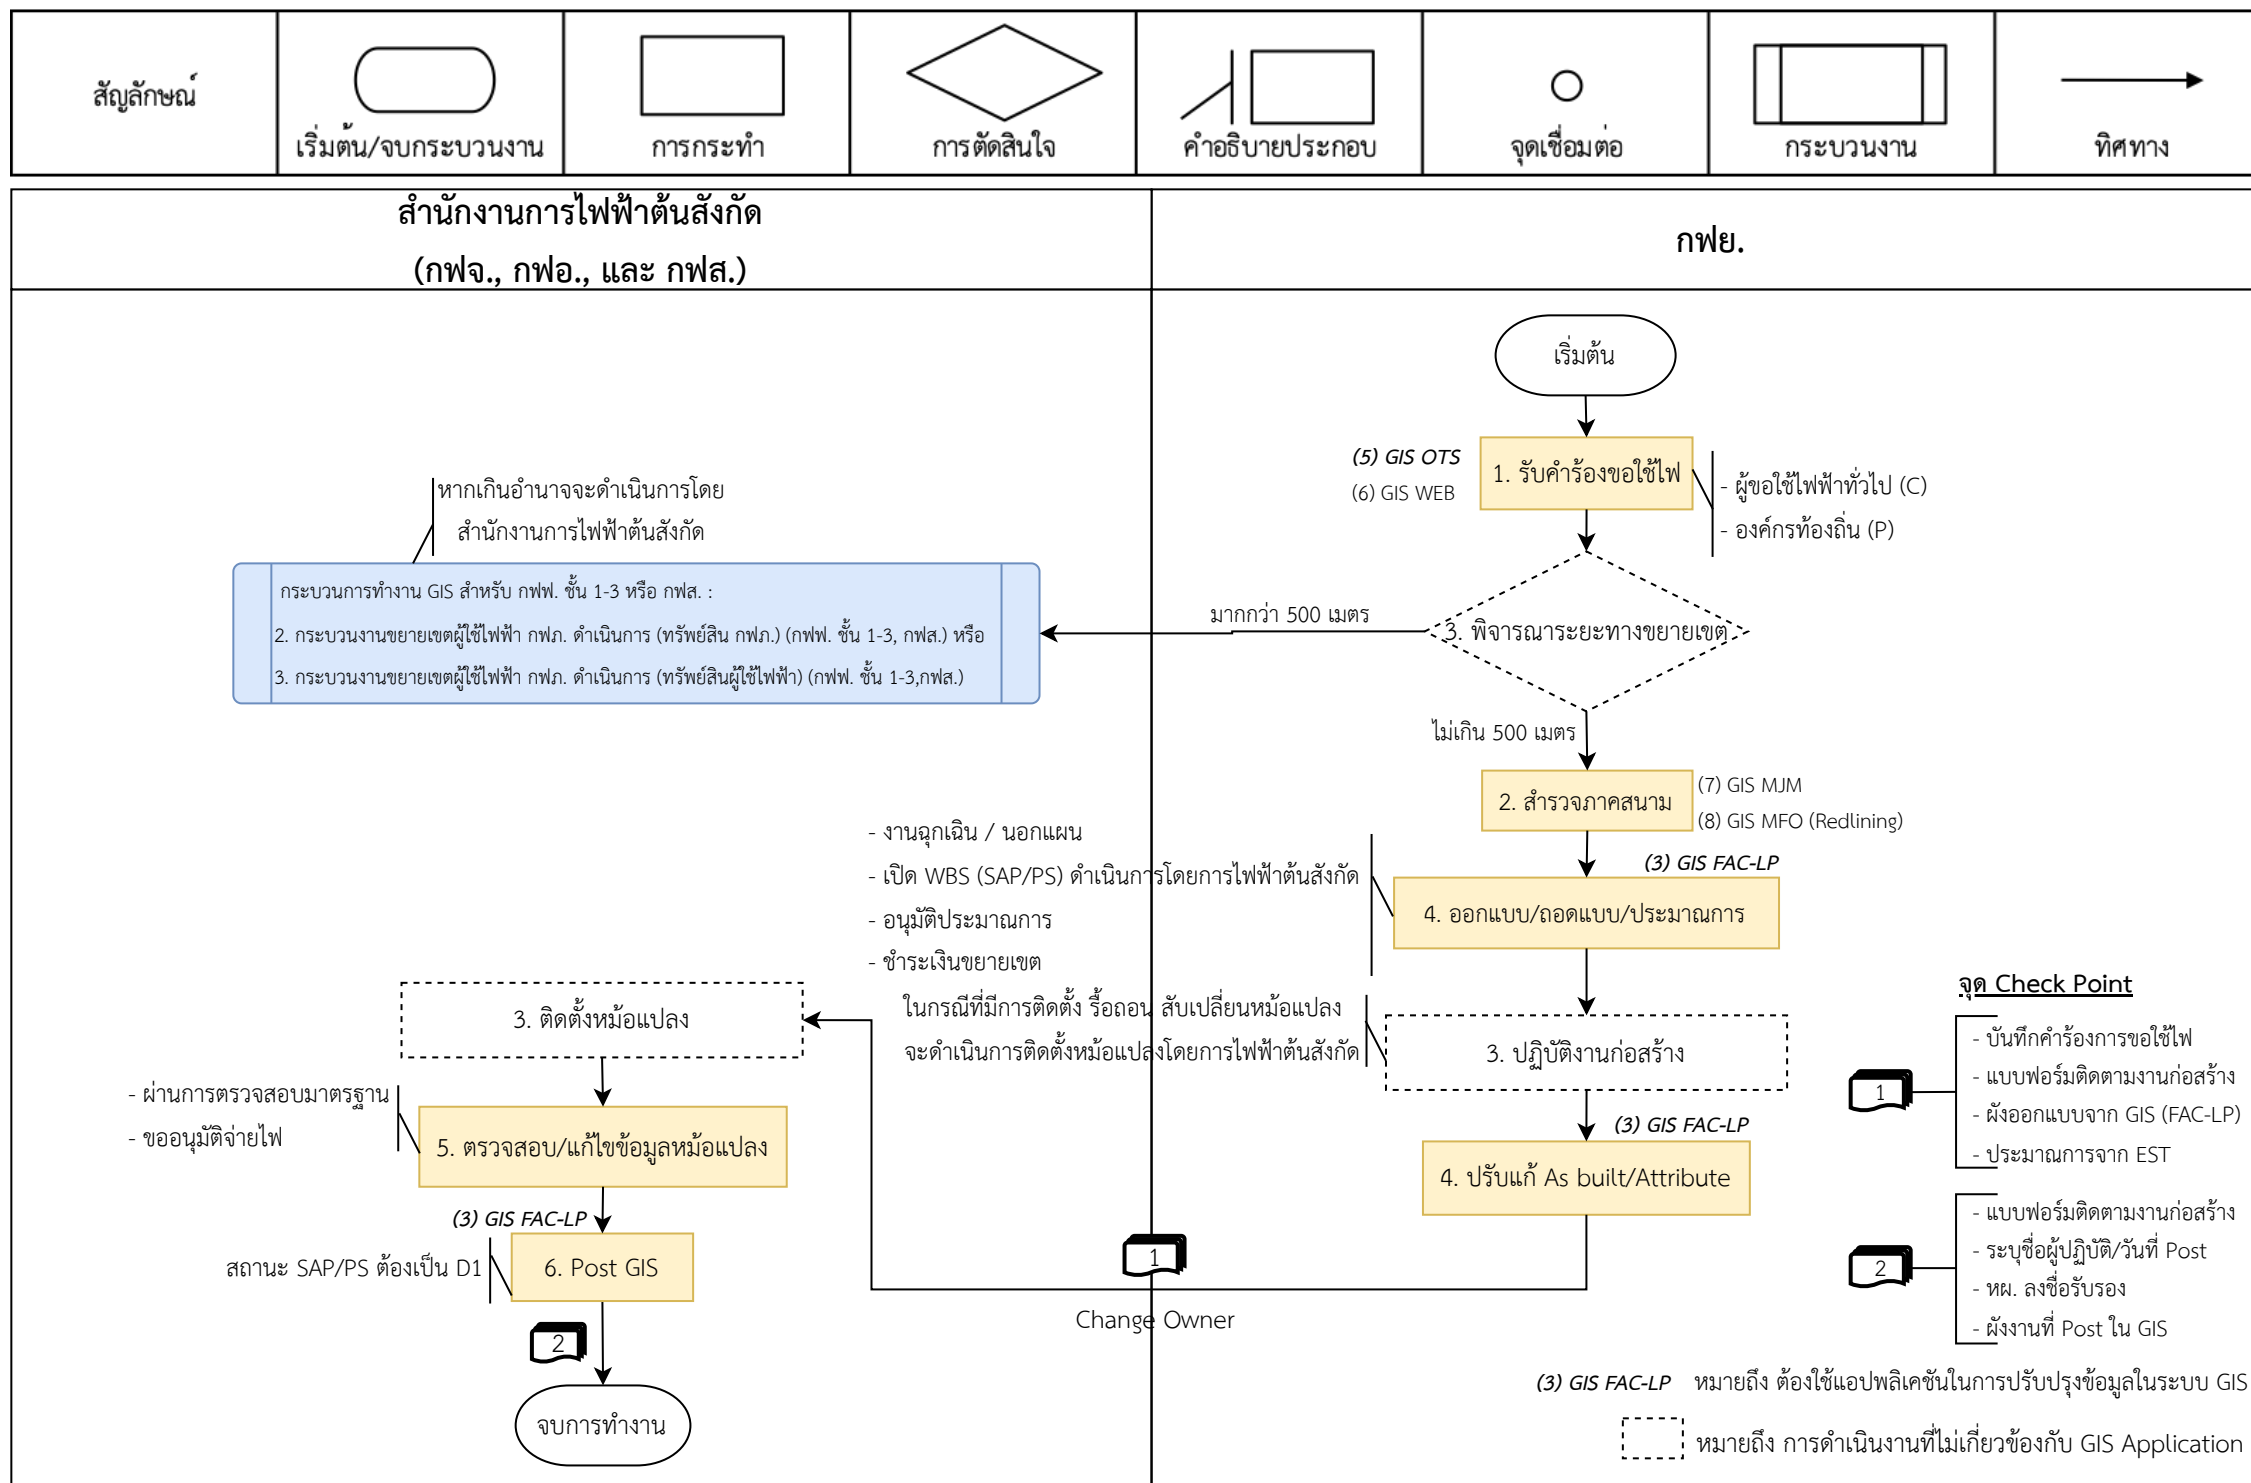 สัญลักษณ์
เริ่มต้น/จบกระบวนงาน
การกระทำ
การตัดสินใจ
คำอธิบายประกอบ
จุดเชื่อมต่อ
กระบวนงาน
ทิศทาง
สำนักงานการไฟฟ้าต้นสังกัด
(กฟจ., กฟอ., และ กฟส.)
กฟย.
เริ่มต้น
(5) GIS OTS
(6) GIS WEB
1. รับคำร้องขอใช้ไฟ
- ผู้ขอใช้ไฟฟ้าทั่วไป (C)
- องค์กรท้องถิ่น (P)
หากเกินอำนาจจะดำเนินการโดย
สำนักงานการไฟฟ้าต้นสังกัด
กระบวนการทำงาน GIS สำหรับ กฟฟ. ชั้น 1-3 หรือ กฟส. :
2. กระบวนงานขยายเขตผู้ใช้ไฟฟ้า กฟภ. ดำเนินการ (ทรัพย์สิน กฟภ.) (กฟฟ. ชั้น 1-3, กฟส.) หรือ
3. กระบวนงานขยายเขตผู้ใช้ไฟฟ้า กฟภ. ดำเนินการ (ทรัพย์สินผู้ใช้ไฟฟ้า) (กฟฟ. ชั้น 1-3,กฟส.)
มากกว่า 500 เมตร
3. พิจารณาระยะทางขยายเขต
ไม่เกิน 500 เมตร
2. สำรวจภาคสนาม
(7) GIS MJM
(8) GIS MFO (Redlining)
- งานฉุกเฉิน / นอกแผน
- เปิด WBS (SAP/PS) ดำเนินการโดยการไฟฟ้าต้นสังกัด
- อนุมัติประมาณการ
- ชำระเงินขยายเขต
(3) GIS FAC-LP
4. ออกแบบ/ถอดแบบ/ประมาณการ
ในกรณีที่มีการติดตั้ง รื้อถอน สับเปลี่ยนหม้อแปลง
จะดำเนินการติดตั้งหม้อแปลงโดยการไฟฟ้าต้นสังกัด
3. ปฏิบัติงานก่อสร้าง
(3) GIS FAC-LP
4. ปรับแก้ As built/Attribute
1
Change Owner
3. ติดตั้งหม้อแปลง
- ผ่านการตรวจสอบมาตรฐาน
- ขออนุมัติจ่ายไฟ
5. ตรวจสอบ/แก้ไขข้อมูลหม้อแปลง
(3) GIS FAC-LP
สถานะ SAP/PS ต้องเป็น D1
6. Post GIS
2
จบการทำงาน
จุด Check Point
1
- บันทึกคำร้องการขอใช้ไฟ
- แบบฟอร์มติดตามงานก่อสร้าง
- ผังออกแบบจาก GIS (FAC-LP)
- ประมาณการจาก EST
2
- แบบฟอร์มติดตามงานก่อสร้าง
- ระบุชื่อผู้ปฏิบัติ/วันที่ Post
- หผ. ลงชื่อรับรอง
- ผังงานที่ Post ใน GIS
(3) GIS FAC-LP หมายถึง ต้องใช้แอปพลิเคชันในการปรับปรุงข้อมูลในระบบ GIS
หมายถึง การดำเนินงานที่ไม่เกี่ยวข้องกับ GIS Application